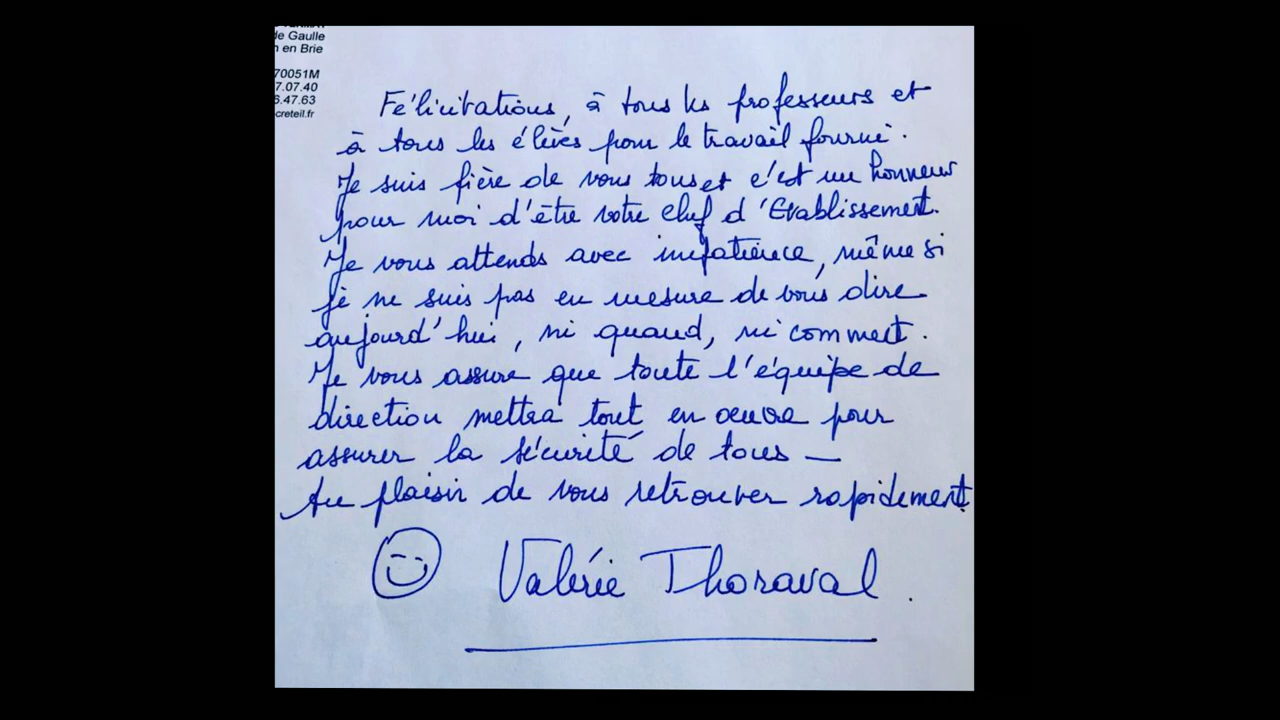 de Gaulle
n en Brie
70051M
7.07.40
6.47.63
creteil.fr
Félicitations, à tous les professeurs et
à tous les élèves pour le travail fourni.
Je suis fière de vous tous et c'est un honneur
pour moi d'être votre chef d'Etablissement.
Je vous attends avec impatience, même si
je ne suis pas en mesure de vous dire
aujourd'hui, ni quand, ni comment.
Je vous assure que toute l'équipe de
direction mettra tout en œuvre pour
assurer la sécurité de tous —
Au plaisir de vous retrouver rapidement.
Valérie Thoraval.